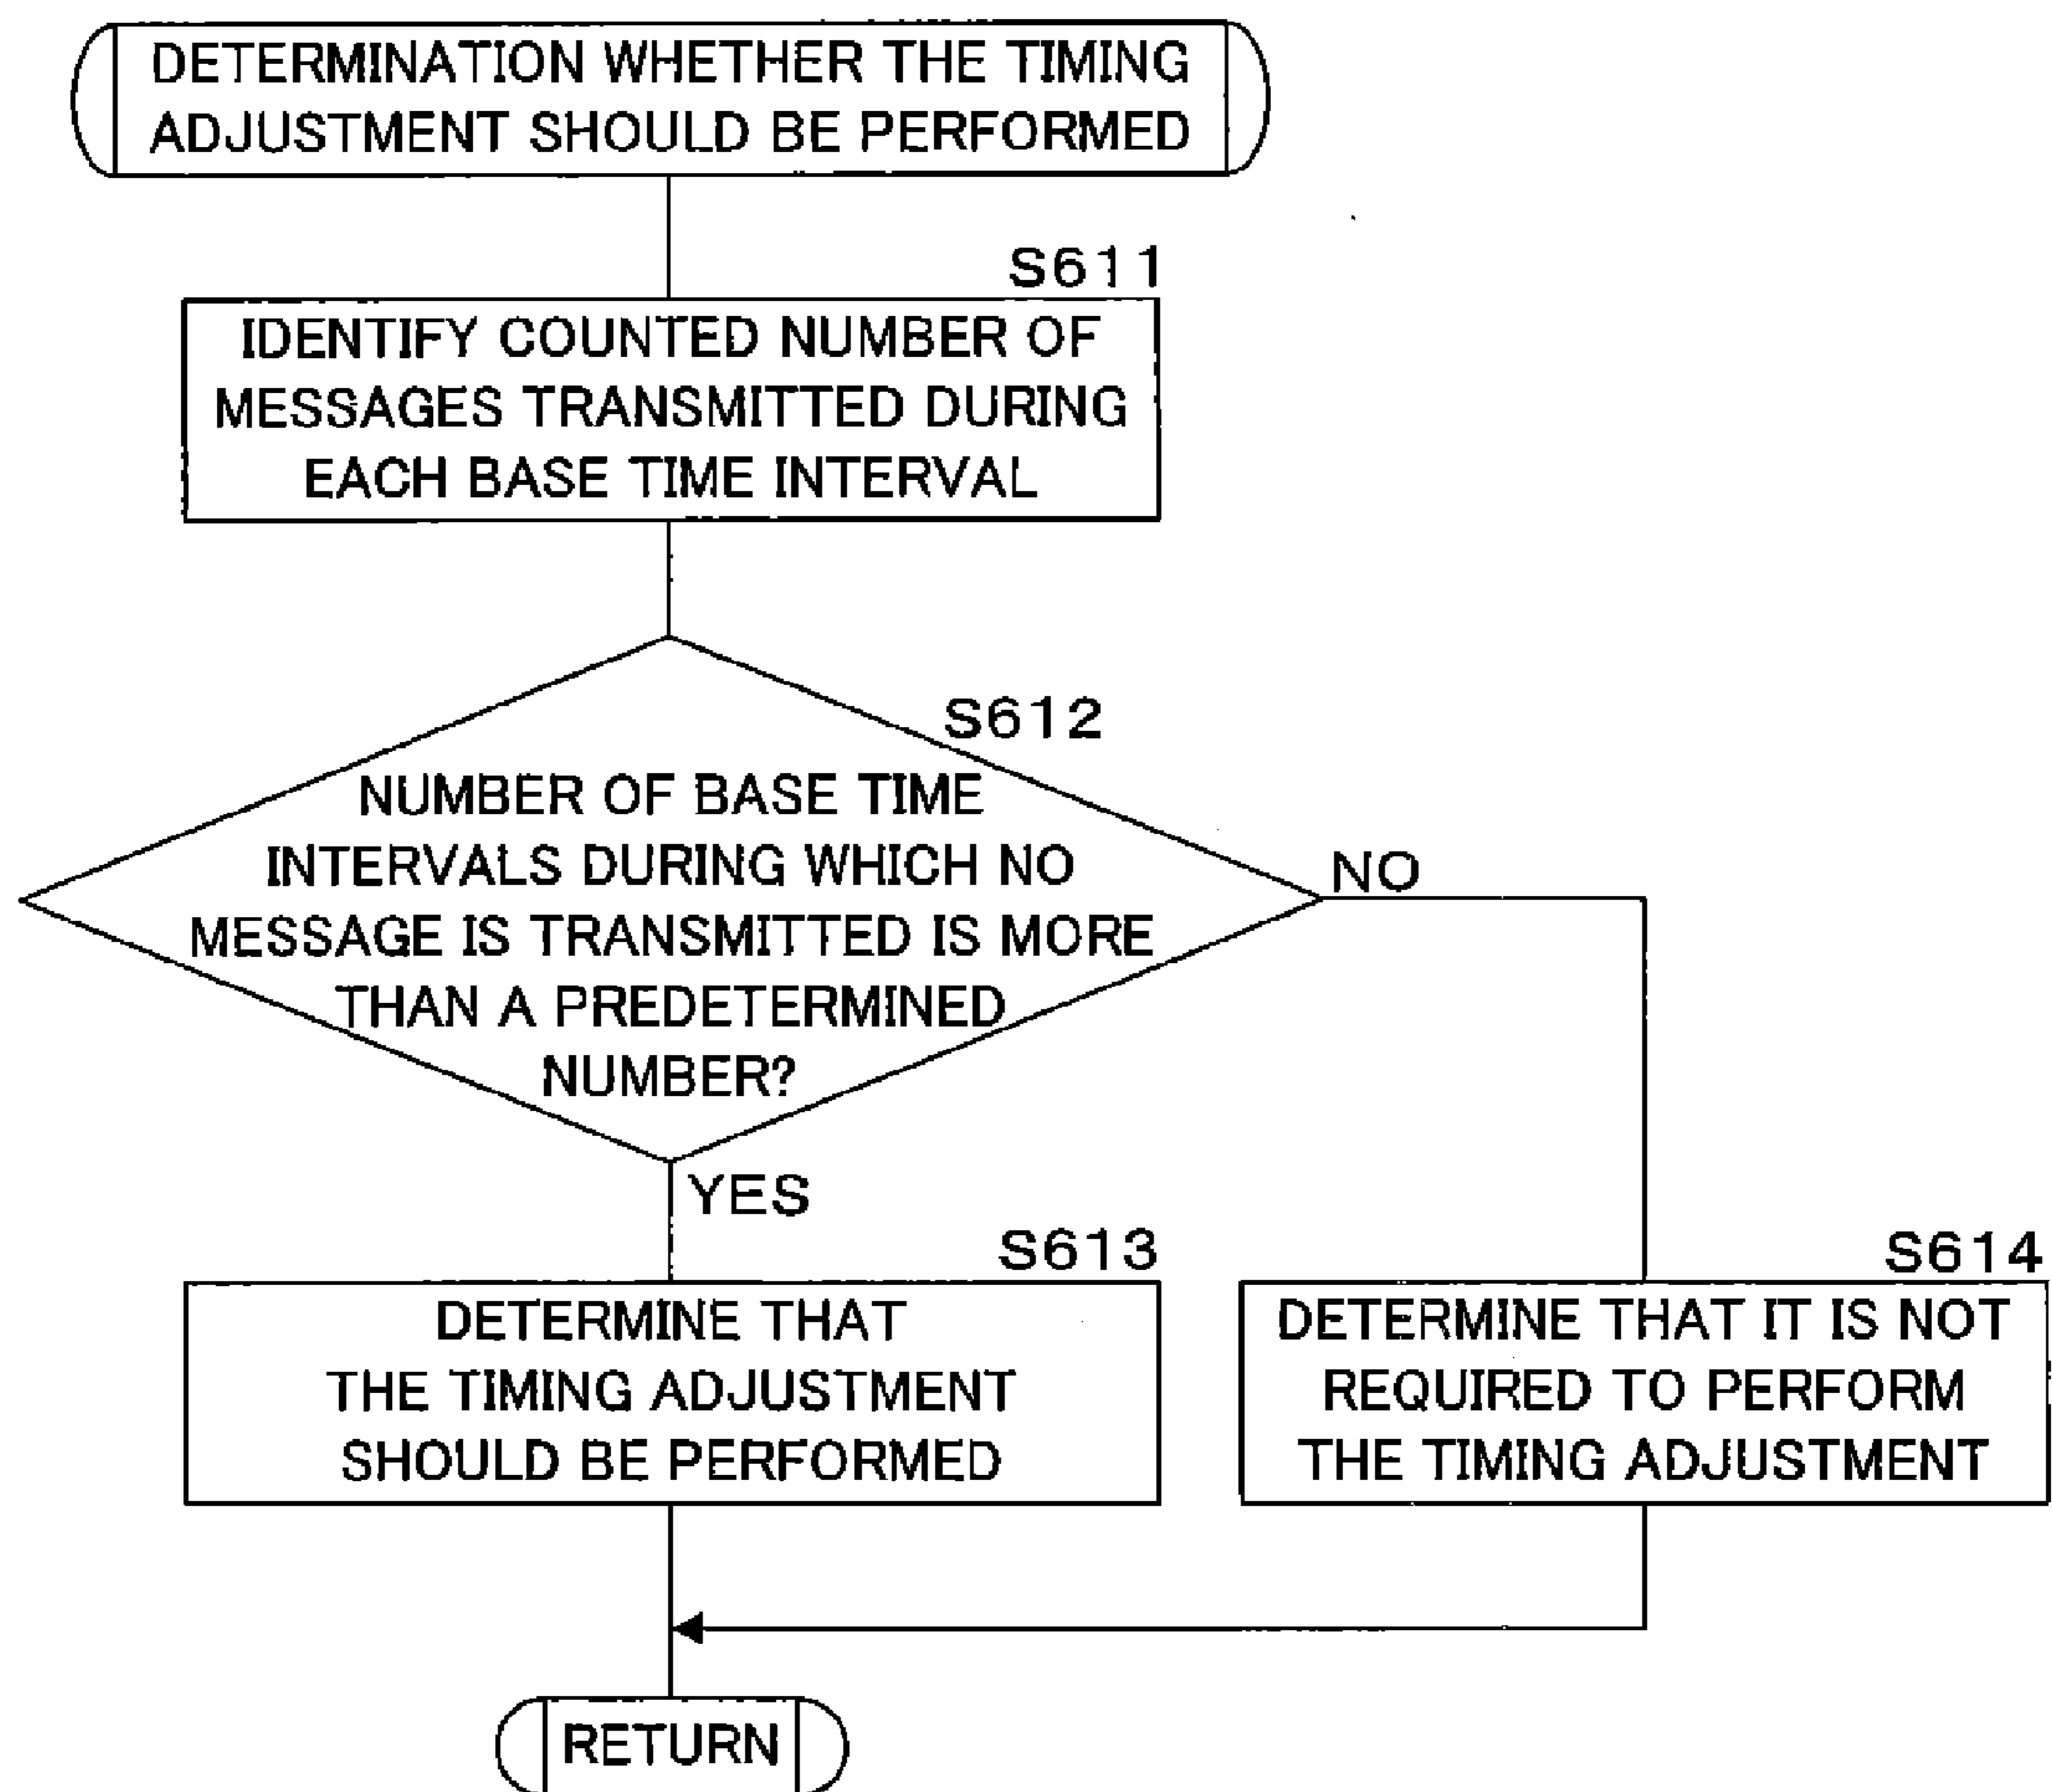 DETERMINATION WHETHER THE TIMING
ADJUSTMENT SHOULD BE PERFORMED
S611
IDENTIFY COUNTED NUMBER OF
MESSAGES TRANSMITTED DURING
EACH BASE TIME INTERVAL
S612
NUMBER OF BASE TIME
INTERVALS DURING WHICH NO
MESSAGE IS TRANSMITTED IS MORE
THAN A PREDETERMINED
NUMBER?
NO
YES
S613
DETERMINE THAT
THE TIMING ADJUSTMENT
SHOULD BE PERFORMED
S614
DETERMINE THAT IT IS NOT
REQUIRED TO PERFORM
THE TIMING ADJUSTMENT
RETURN